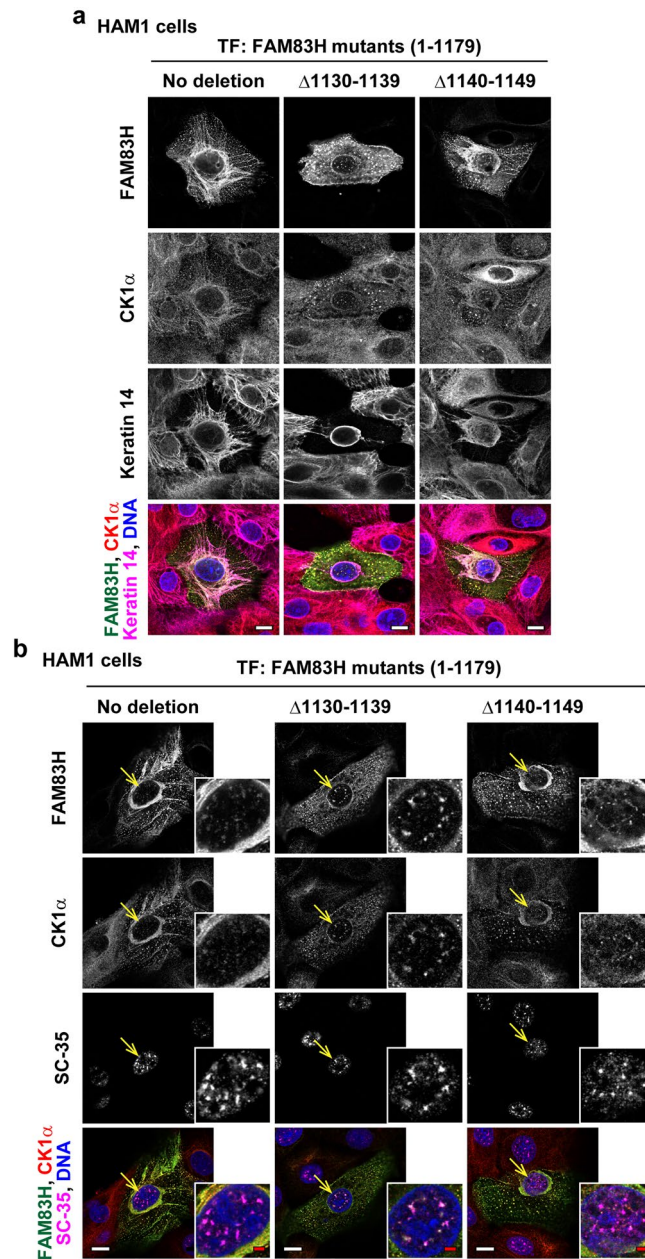 a
HAM1 cells
TF: FAM83H mutants (1-1179)
No deletion Δ1130-1139 Δ1140-1149
FAM83H
CK1α
Keratin 14
FAM83H, CK1α
Keratin 14, DNA
b
HAM1 cells
TF: FAM83H mutants (1-1179)
No deletion Δ1130-1139 Δ1140-1149
FAM83H
CK1α
SC-35
FAM83H, CK1α
SC-35, DNA